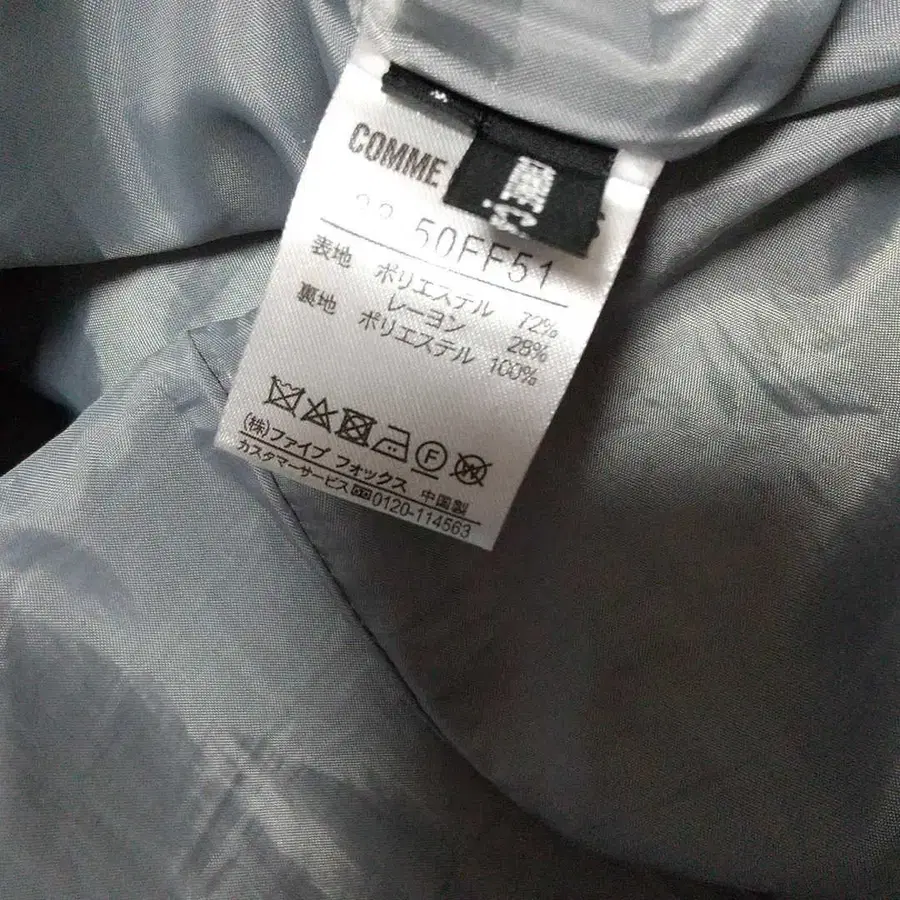 COMME
50FF51
表地 ポリエステル 72%
レーヨン 28%
裏地 ポリエステル 100%
F
(株)ファイブ フォックス 中国製
カスタマーサービス 0120-114563